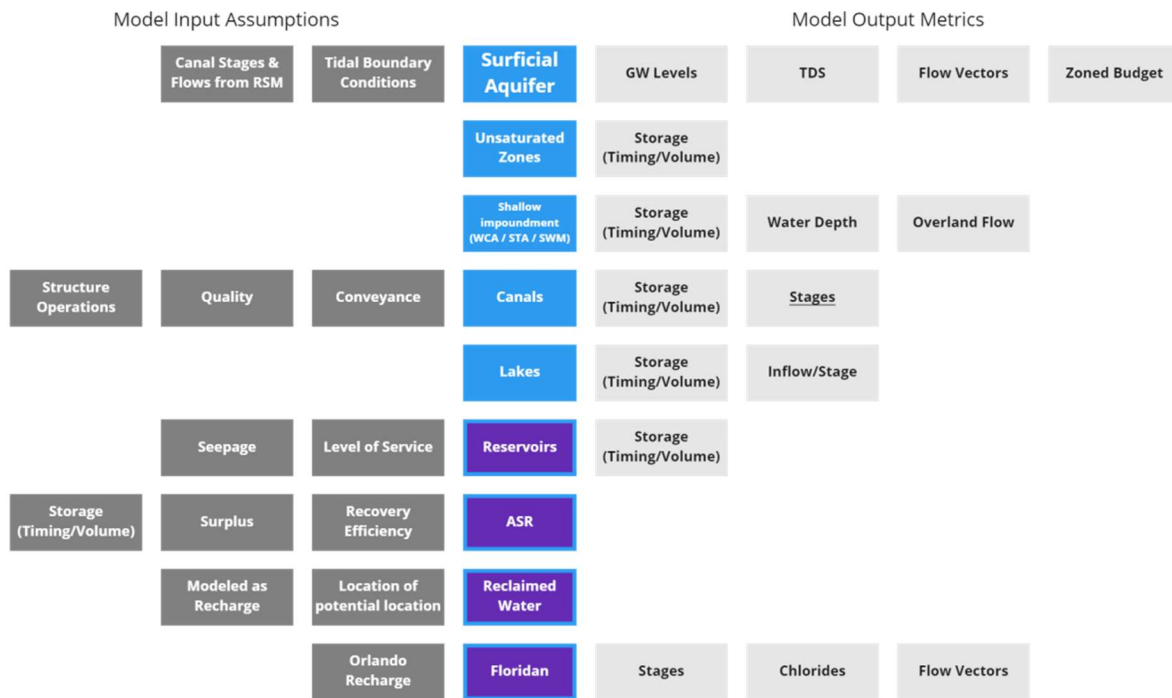 Model Input Assumptions
Model Output Metrics
Canal Stages &
Flows from RSM
Tidal Boundary
Conditions
Surficial
Aquifer
GW Levels
TDS
Flow Vectors
Zoned Budget
Unsaturated
Zones
Storage
(Timing/Volume)
Shallow
impoundment
(WCA / STA / SWM)
Storage
(Timing/Volume)
Water Depth
Overland Flow
Structure
Operations
Quality
Conveyance
Canals
Storage
(Timing/Volume)
Stages
Lakes
Storage
(Timing/Volume)
Inflow/Stage
Seepage
Level of Service
Reservoirs
Storage
(Timing/Volume)
Storage
(Timing/Volume)
Surplus
Recovery
Efficiency
ASR
Modeled as
Recharge
Location of
potential location
Reclaimed
Water
Orlando
Recharge
Floridan
Stages
Chlorides
Flow Vectors